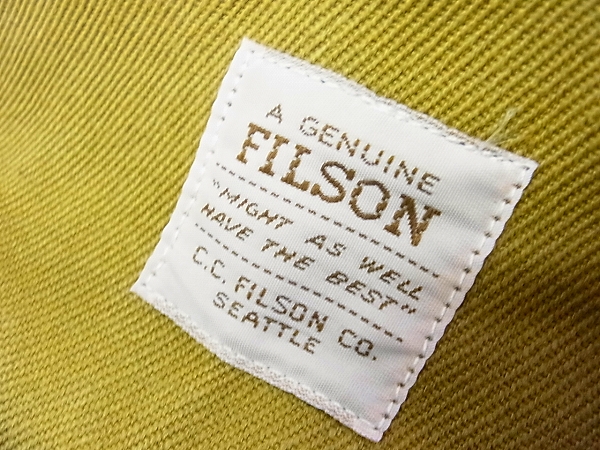 A GENUINE
FILSON
"MIGHT AS WELL
HAVE THE BEST"
C.C. FILSON CO.
SEATTLE